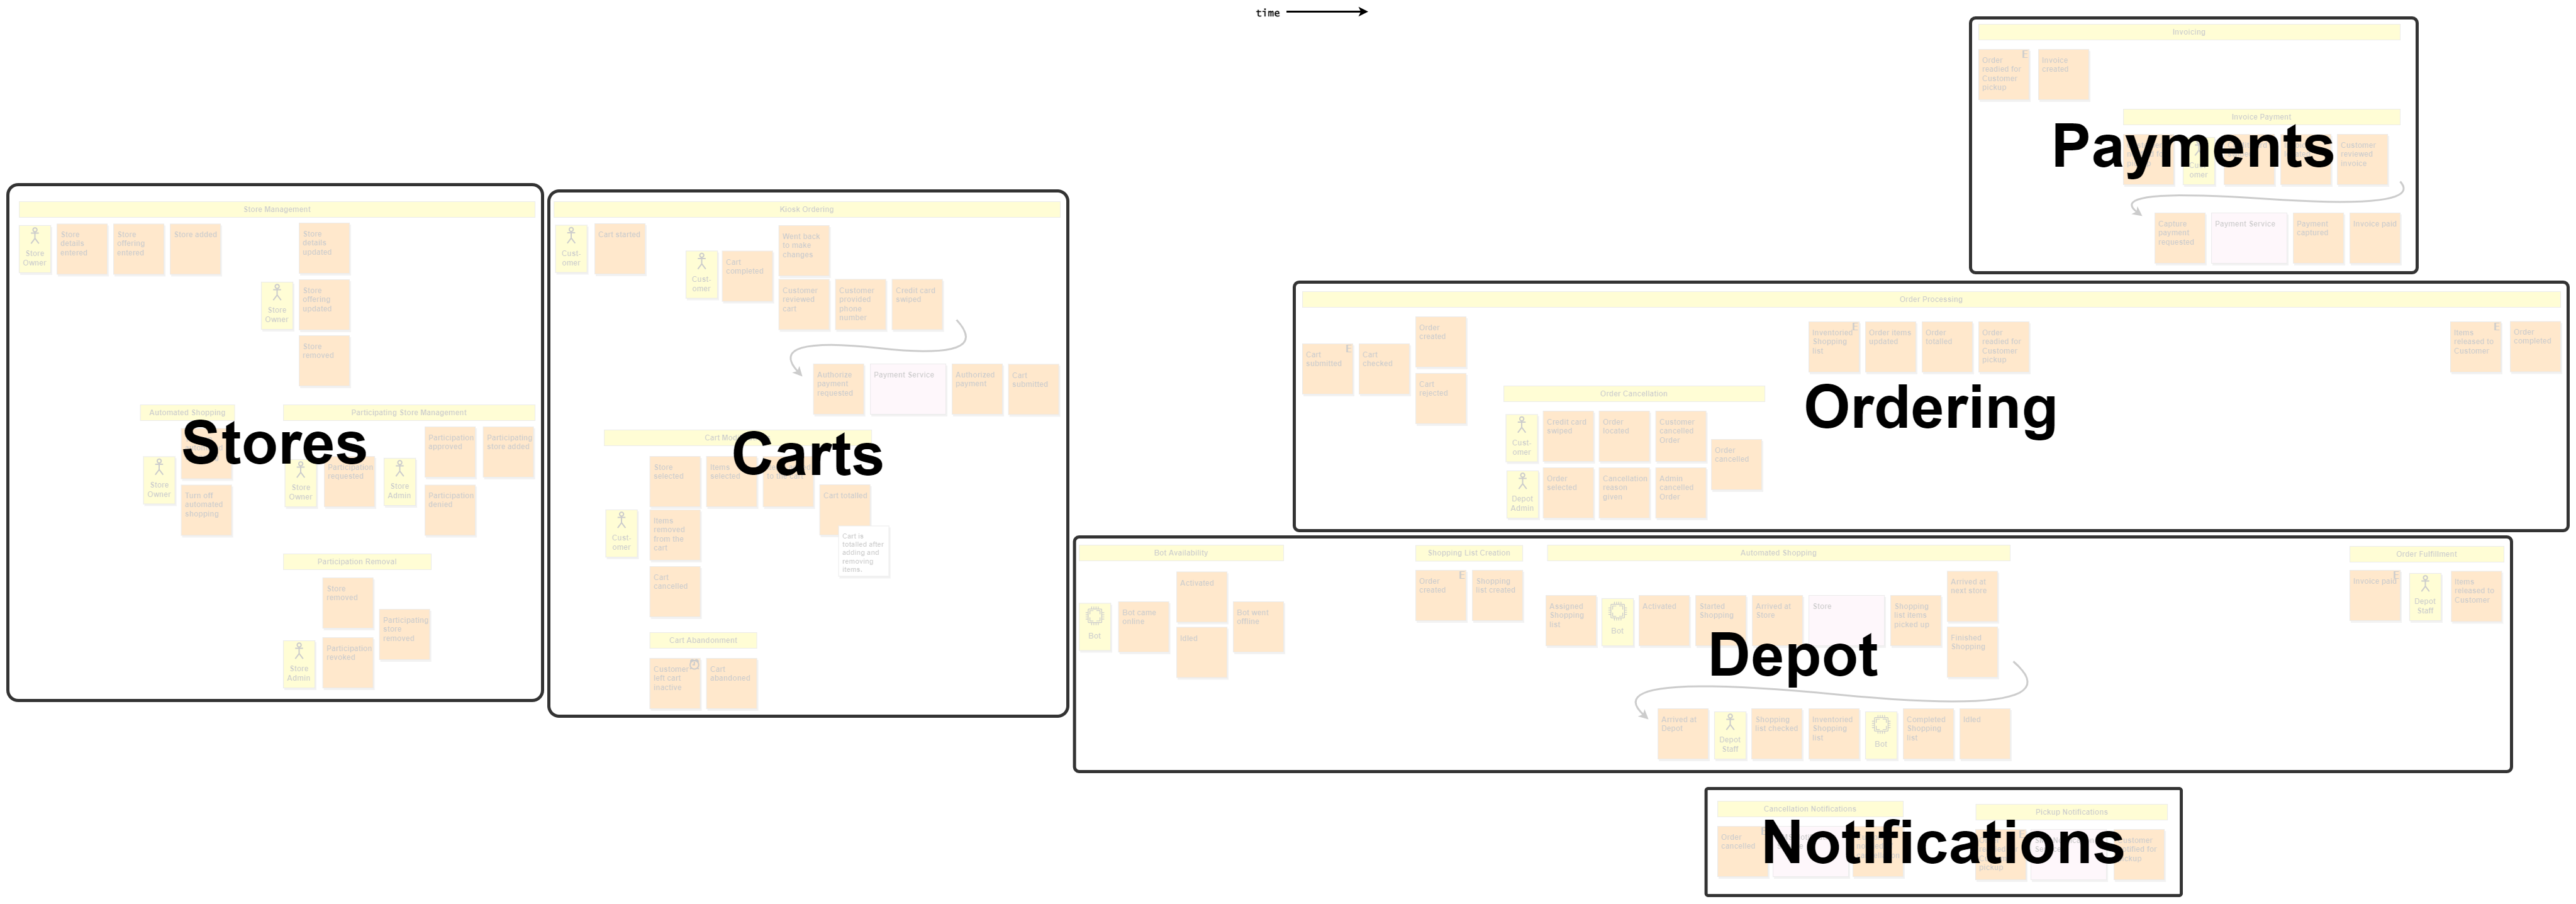 time
Invoicing
Order
readied for
Customer
pickup
E
Invoice
created
Invoice Payment
Payments
omer
Customer
reviewed
invoice
Capture
payment
requested
Payment Service
Payment
captured
Invoice paid
Store Management
Store
Owner
Store
details
entered
Store
offering
entered
Store added
Store
details
updated
Store
Owner
Store
offering
updated
Store
removed
Automated Shopping
Stores
Store
Owner
Turn off
automated
shopping
Participating Store Management
Store
Owner
Participation
requested
Store
Admin
Participation
approved
Participating
store added
Participation
denied
Participation Removal
Store
removed
Participating
store
removed
Store
Admin
Participation
revoked
Kiosk Ordering
Cust-
omer
Cart started
Cust-
omer
Cart
completed
Went back
to make
changes
Customer
reviewed
cart
Customer
provided
phone
number
Credit card
swiped
Authorize
payment
requested
Payment Service
Authorized
payment
Cart
submitted
Carts
Store
selected
Items
selected
to the cart
Cart totalled
Cart is
totalled after
adding and
removing
items.
Cust-
omer
Items
removed
from the
cart
Cart
cancelled
Cart Abandonment
Customer
left cart
inactive
Cart
abandoned
Order Processing
Cart
submitted
E
Cart
checked
Order
created
Cart
rejected
Inventoried
Shopping
list
E
Order items
updated
Order
totalled
Order
readied for
Customer
pickup
Items
released to
Customer
E
Order
completed
Ordering
Order Cancellation
Cust-
omer
Credit card
swiped
Order
located
Customer
cancelled
Order
Order
cancelled
Depot
Admin
Order
selected
Cancellation
reason
given
Admin
cancelled
Order
Bot Availability
Bot
Bot came
online
Activated
Idled
Bot went
offline
Shopping List Creation
Order
created
E
Shopping
list created
Automated Shopping
Assigned
Shopping
list
Bot
Activated
Started
Shopping
Arrived at
Store
Store
Shopping
list items
picked up
Arrived at
next store
Finished
Shopping
Depot
Arrived at
Depot
Depot
Staff
Shopping
list checked
Inventoried
Shopping
list
Bot
Completed
Shopping
list
Idled
Order Fulfillment
Invoice paid
E
Depot
Staff
Items
released to
Customer
Cancellation Notifications
Order
cancelled
Pickup Notifications
Notifications